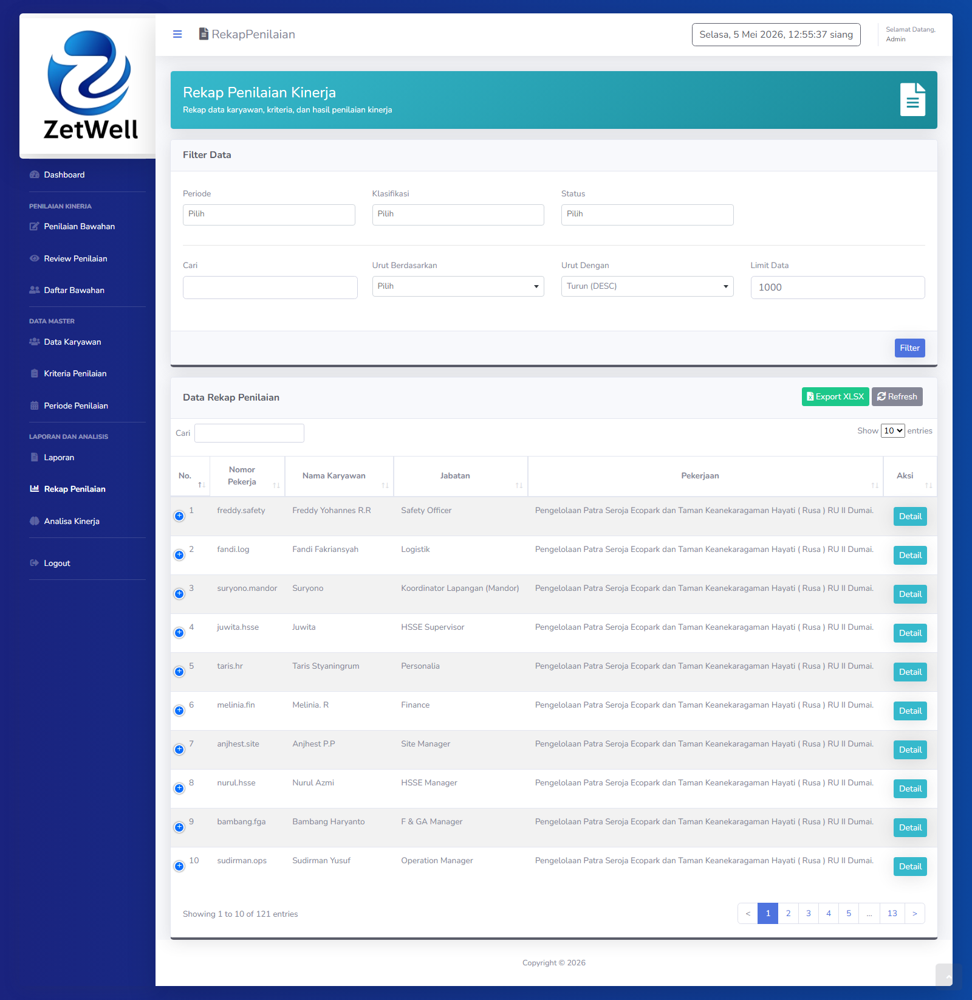 ZetWell
Dashboard
PENILAIAN KINERJA
Penilaian Bawahan
Review Penilaian
Daftar Bawahan
DATA MASTER
Data Karyawan
Kriteria Penilaian
Periode Penilaian
LAPORAN DAN ANALISIS
Laporan
Rekap Penilaian
Analisa Kinerja
Logout
RekapPenilaian
Selasa, 5 Mei 2026, 12:55:37 siang
Selamat Datang,
Admin
Rekap Penilaian Kinerja
Rekap data karyawan, kriteria, dan hasil penilaian kinerja
Filter Data
Periode Klasifikasi Status
Pilih Pilih Pilih
Cari Urut Berdasarkan Urut Dengan Limit Data
Pilih Turun (DESC) 1000
Filter
Data Rekap Penilaian Export XLSX Refresh
Cari Show 10 entries
No. Nomor Pekerja Nama Karyawan Jabatan Pekerjaan Aksi
1 freddy.safety Freddy Yohannes R.R Safety Officer Pengelolaan Patra Seroja Ecopark dan Taman Keanekaragaman Hayati ( Rusa ) RU II Dumai. Detail
2 fandi.log Fandi Fakriansyah Logistik Pengelolaan Patra Seroja Ecopark dan Taman Keanekaragaman Hayati ( Rusa ) RU II Dumai. Detail
3 suryono.mandor Suryono Koordinator Lapangan (Mandor) Pengelolaan Patra Seroja Ecopark dan Taman Keanekaragaman Hayati ( Rusa ) RU II Dumai. Detail
4 juwita.hsse Juwita HSSE Supervisor Pengelolaan Patra Seroja Ecopark dan Taman Keanekaragaman Hayati ( Rusa ) RU II Dumai. Detail
5 taris.hr Taris Styaningrum Personalia Pengelolaan Patra Seroja Ecopark dan Taman Keanekaragaman Hayati ( Rusa ) RU II Dumai. Detail
6 melinia.fin Melinia. R Finance Pengelolaan Patra Seroja Ecopark dan Taman Keanekaragaman Hayati ( Rusa ) RU II Dumai. Detail
7 anjhest.site Anjhest P.P Site Manager Pengelolaan Patra Seroja Ecopark dan Taman Keanekaragaman Hayati ( Rusa ) RU II Dumai. Detail
8 nurul.hsse Nurul Azmi HSSE Manager Pengelolaan Patra Seroja Ecopark dan Taman Keanekaragaman Hayati ( Rusa ) RU II Dumai. Detail
9 bambang.fga Bambang Haryanto F & GA Manager Pengelolaan Patra Seroja Ecopark dan Taman Keanekaragaman Hayati ( Rusa ) RU II Dumai. Detail
10 sudirman.ops Sudirman Yusuf Operation Manager Pengelolaan Patra Seroja Ecopark dan Taman Keanekaragaman Hayati ( Rusa ) RU II Dumai. Detail
Showing 1 to 10 of 121 entries < 1 2 3 4 5 ... 13 >
Copyright © 2026